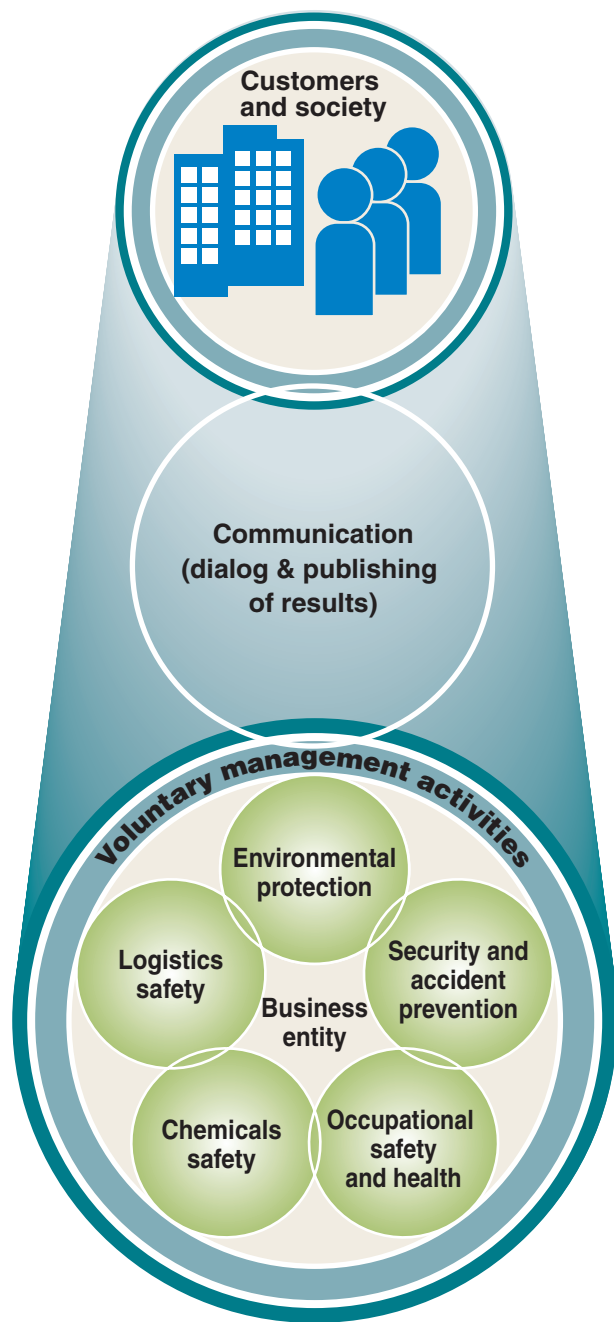 Customers
and society
Communication
(dialog & publishing
of results)
Voluntary management activities
Environmental
protection
Logistics
safety
Security and
accident
prevention
Business
entity
Chemicals
safety
Occupational
safety
and health